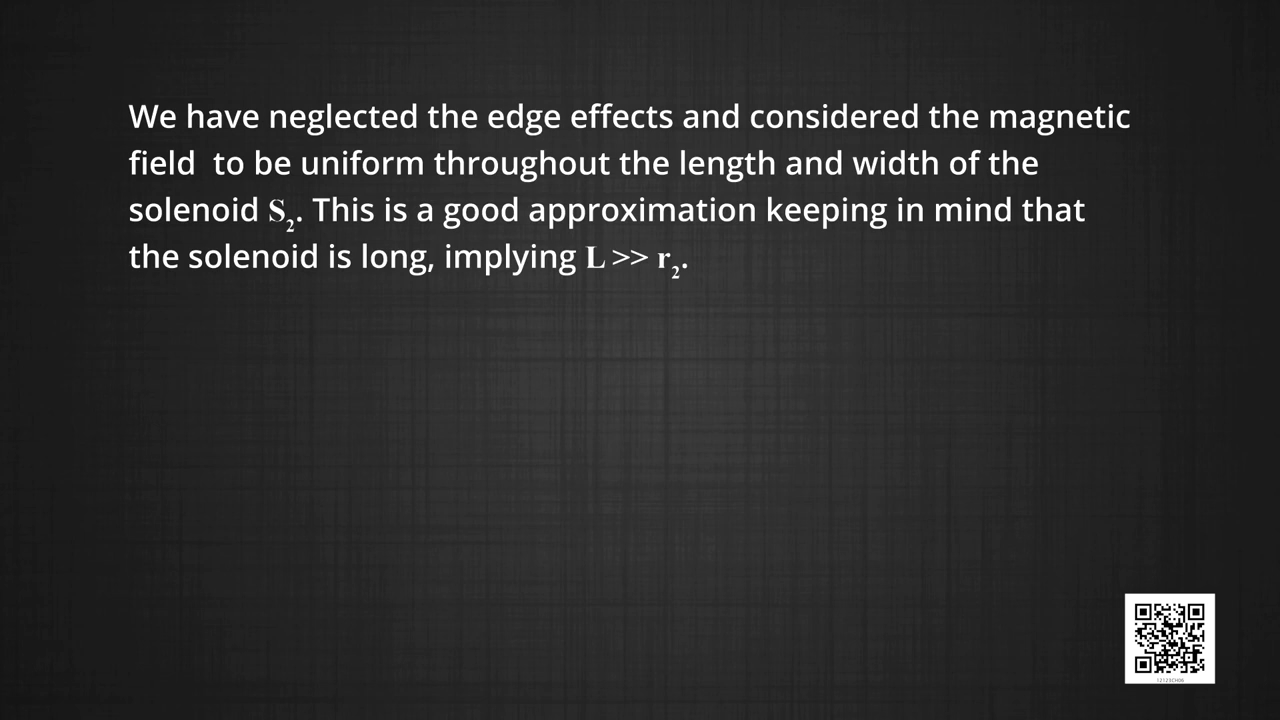 We have neglected the edge effects and considered the magnetic
field  to be uniform throughout the length and width of the
solenoid S₂. This is a good approximation keeping in mind that
the solenoid is long, implying L >> r₂.
12123CH06